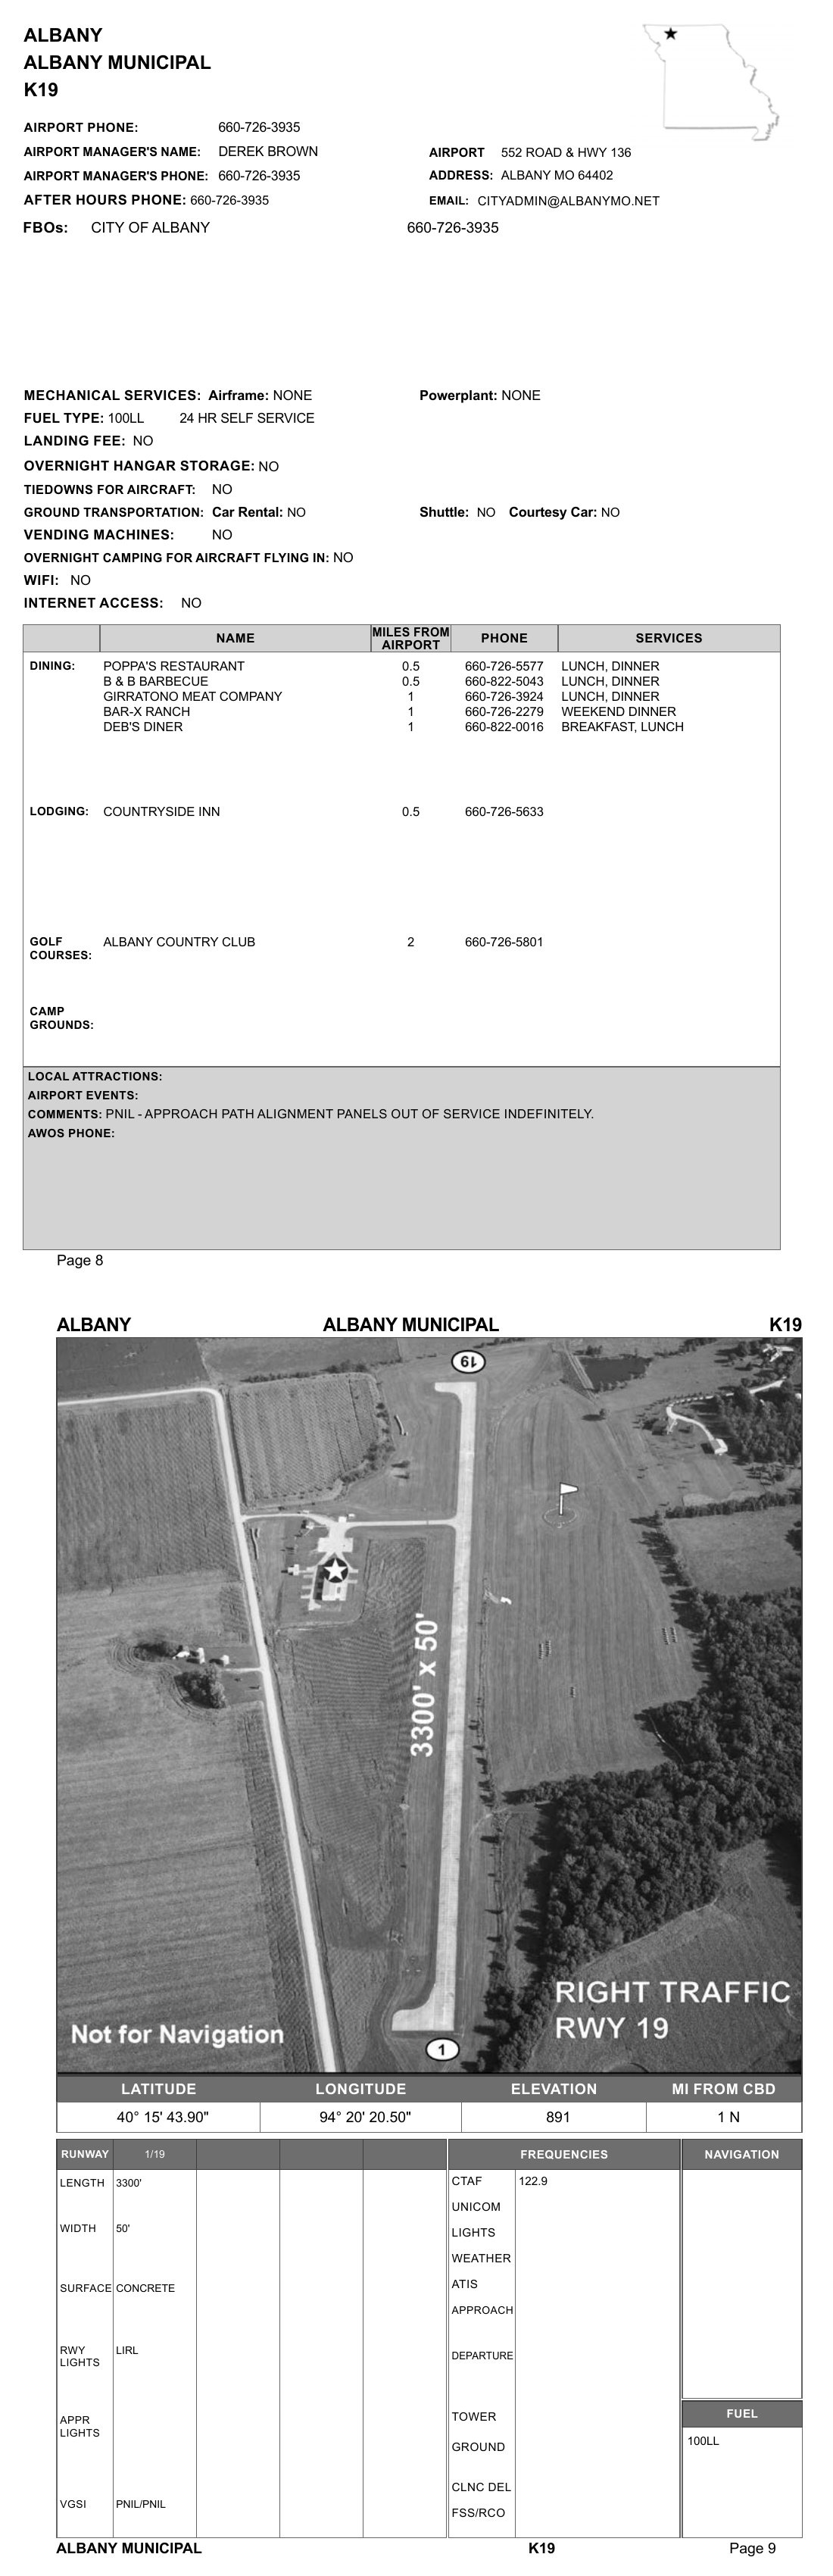 ALBANY
ALBANY MUNICIPAL
K19
AIRPORT PHONE: 660-726-3935
AIRPORT MANAGER'S NAME: DEREK BROWN AIRPORT 552 ROAD & HWY 136
AIRPORT MANAGER'S PHONE: 660-726-3935 ADDRESS: ALBANY MO 64402
AFTER HOURS PHONE: 660-726-3935 EMAIL: CITYADMIN@ALBANYMO.NET
FBOs: CITY OF ALBANY 660-726-3935
MECHANICAL SERVICES: Airframe: NONE Powerplant: NONE
FUEL TYPE: 100LL 24 HR SELF SERVICE
LANDING FEE: NO
OVERNIGHT HANGAR STORAGE: NO
TIEDOWNS FOR AIRCRAFT: NO
GROUND TRANSPORTATION: Car Rental: NO Shuttle: NO Courtesy Car: NO
VENDING MACHINES: NO
OVERNIGHT CAMPING FOR AIRCRAFT FLYING IN: NO
WIFI: NO
INTERNET ACCESS: NO
NAME MILES FROM AIRPORT PHONE SERVICES
DINING: POPPA'S RESTAURANT 0.5 660-726-5577 LUNCH, DINNER
B & B BARBECUE 0.5 660-822-5043 LUNCH, DINNER
GIRRATONO MEAT COMPANY 1 660-726-3924 LUNCH, DINNER
BAR-X RANCH 1 660-726-2279 WEEKEND DINNER
DEB'S DINER 1 660-822-0016 BREAKFAST, LUNCH
LODGING: COUNTRYSIDE INN 0.5 660-726-5633
GOLF COURSES: ALBANY COUNTRY CLUB 2 660-726-5801
CAMP
GROUNDS:
LOCAL ATTRACTIONS:
AIRPORT EVENTS:
COMMENTS: PNIL - APPROACH PATH ALIGNMENT PANELS OUT OF SERVICE INDEFINITELY.
AWOS PHONE:
Page 8
ALBANY ALBANY MUNICIPAL K19
19
3300' x 50'
RIGHT TRAFFIC
RWY 19
Not for Navigation
1
LATITUDE LONGITUDE ELEVATION MI FROM CBD
40° 15' 43.90" 94° 20' 20.50" 891 1 N
RUNWAY 1/19 FREQUENCIES NAVIGATION
LENGTH 3300' CTAF 122.9
UNICOM
WIDTH 50'
LIGHTS
WEATHER
ATIS
SURFACE CONCRETE
APPROACH
RWY LIGHTS LIRL
DEPARTURE
FUEL
APPR LIGHTS
TOWER
100LL
GROUND
CLNC DEL
VGSI PNIL/PNIL
FSS/RCO
ALBANY MUNICIPAL K19 Page 9